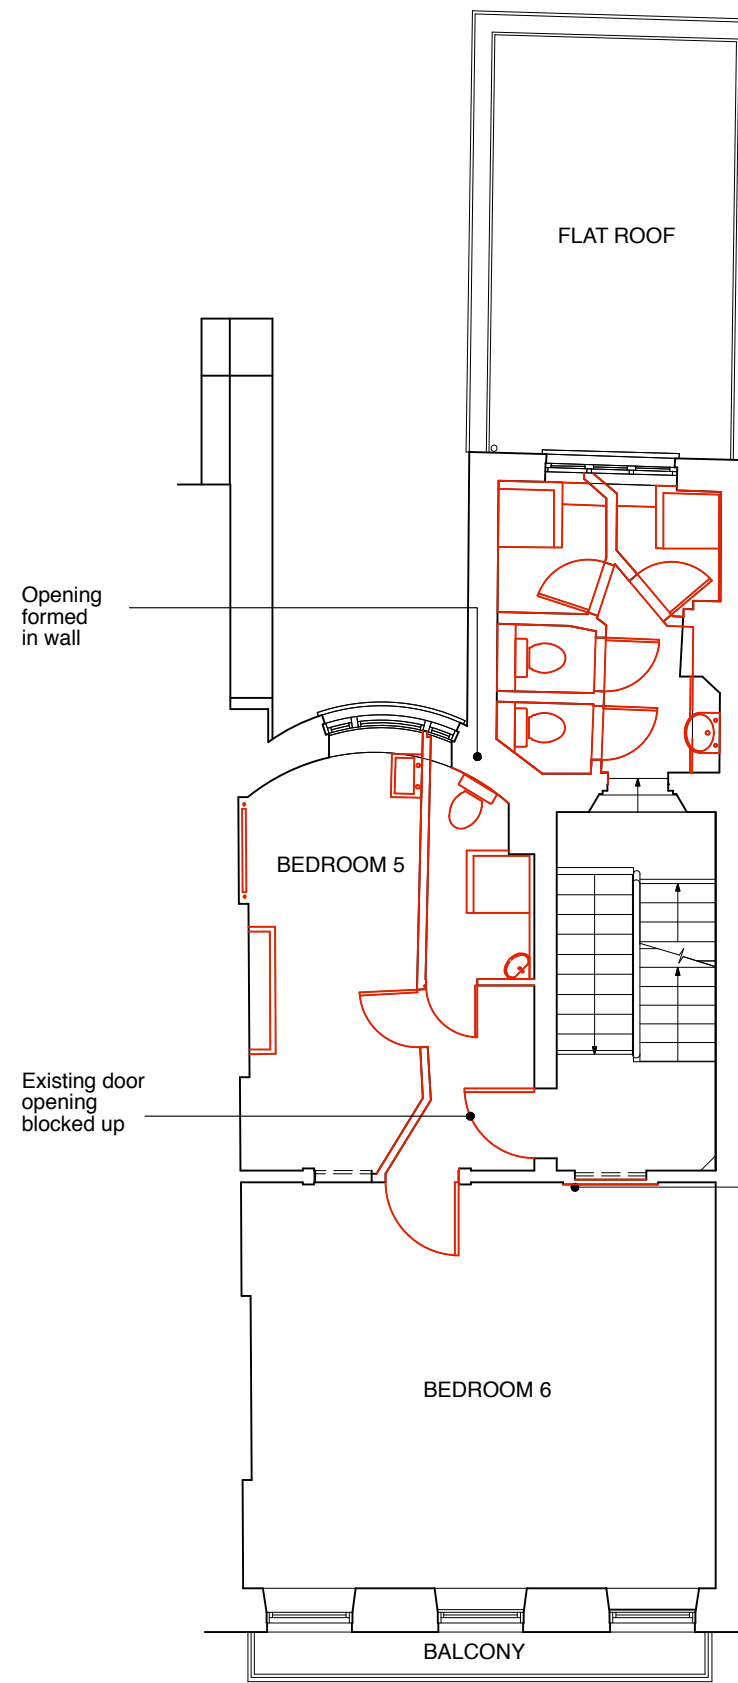 FLAT ROOF
Opening
formed
in wall
BEDROOM 5
Existing door
opening
blocked up
BEDROOM 6
BALCONY